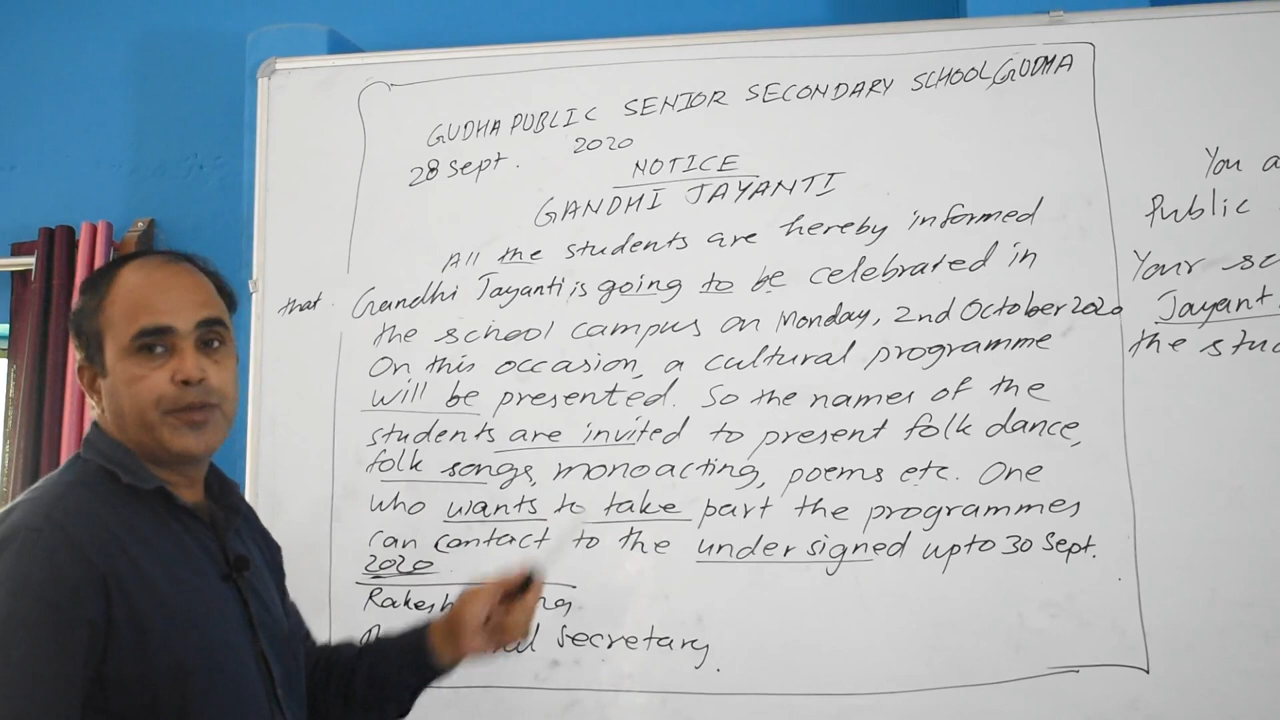 GUDHA PUBLIC SENIOR SECONDARY SCHOOL, GUDHA
28 Sept. 2020
NOTICE
GANDHI JAYANTI
All the students are hereby informed
that Gandhi Jayanti is going to be celebrated in
the school campus on Monday, 2nd October 2020
On this occasion, a cultural programme
will be presented. So the names of the
students are invited to present folk dance,
folk songs, monoacting, poems etc. One
who wants to take part the programmes
can contact to the undersigned upto 30 Sept.
2020
Rakesh
secretary
You a
Public
Your sc
Jayant
the stu